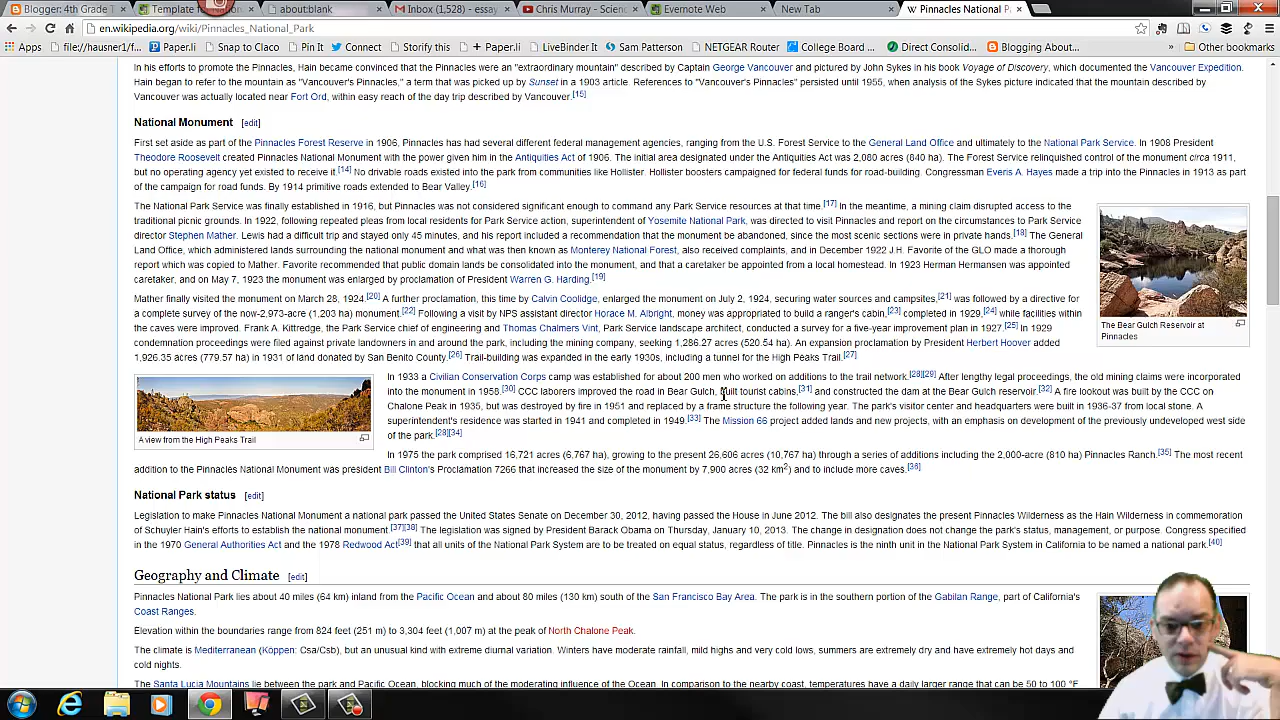 Blogger: 4th Grade T
Template
about:blank
Inbox (1,528) - essay
Chris Murray - Scien
Evernote Web
New Tab
Pinnacles National P
en.wikipedia.org/wiki/Pinnacles_National_Park
Apps file://nsuser1/ Paper.li Snap to Claco Pin It Connect Storify this + Paper.li LiveBinder It Sam Patterson NETGEAR Router College Board ... Direct Consolid... Blogging About... » Other bookmarks
In his efforts to promote the Pinnacles, Hain became convinced that the Pinnacles were an "extraordinary mountain" described by Captain George Vancouver and pictured by John Sykes in his book Voyage of Discovery, which documented the Vancouver Expedition.
Hain began to refer to the mountain as "Vancouver's Pinnacles," a term that was picked up by Sunset in a 1903 article. References to "Vancouver's Pinnacles" persisted until 1955, when analysis of the Sykes picture indicated that the mountain described by
Vancouver was actually located near Fort Ord, within easy reach of the day trip described by Vancouver.[15]
National Monument [edit]
First set aside as part of the Pinnacles Forest Reserve in 1906, Pinnacles has had several different federal management agencies, ranging from the U.S. Forest Service to the General Land Office and ultimately to the National Park Service. In 1908 President
Theodore Roosevelt created Pinnacles National Monument with the power given him in the Antiquities Act of 1906. The initial area designated under the Antiquities Act was 2,080 acres (840 ha). The Forest Service relinquished control of the monument circa 1911,
but no operating agency yet existed to receive it.[14] No drivable roads existed into the park from communities like Hollister. Hollister boosters campaigned for federal funds for road-building. Congressman Everis A. Hayes made a trip into the Pinnacles in 1913 as part
of the campaign for road funds. By 1914 primitive roads extended to Bear Valley.[16]
The National Park Service was finally established in 1916, but Pinnacles was not considered significant enough to command any Park Service resources at that time.[17] In the meantime, a mining claim disrupted access to the
traditional picnic grounds. In 1922, following repeated pleas from local residents for Park Service action, superintendent of Yosemite National Park, was directed to visit Pinnacles and report on the circumstances to Park Service
director Stephen Mather. Lewis had a difficult trip and stayed only 45 minutes, and his report included a recommendation that the monument be abandoned, since the most scenic sections were in private hands.[18] The General
Land Office, which administered lands surrounding the national monument and what was then known as Monterey National Forest, also received complaints, and in December 1922 J.H. Favorite of the GLO made a thorough
report which was copied to Mather. Favorite recommended that public domain lands be consolidated into the monument, and that a caretaker be appointed from a local homestead. In 1923 Herman Hermansen was appointed
caretaker, and on May 7, 1923 the monument was enlarged by proclamation of President Warren G. Harding.[19]
The Bear Gulch Reservoir at
Pinnacles
Mather finally visited the monument on March 28, 1924.[20] A further proclamation, this time by Calvin Coolidge, enlarged the monument on July 2, 1924, securing water sources and campsites,[21] was followed by a directive for
a complete survey of the now-2,973-acre (1,203 ha) monument.[22] Following a visit by NPS assistant director Horace M. Albright, money was appropriated to build a ranger's cabin,[23] completed in 1929,[24] while facilities within
the caves were improved. Frank A. Kittredge, the Park Service chief of engineering and Thomas Chalmers Vint, Park Service landscape architect, conducted a survey for a five-year improvement plan in 1927.[25] In 1929
condemnation proceedings were filed against private landowners in and around the park, including the mining company, seeking 1,286.27 acres (520.54 ha). An expansion proclamation by President Herbert Hoover added
1,926.35 acres (779.57 ha) in 1931 of land donated by San Benito County.[26] Trail-building was expanded in the early 1930s, including a tunnel for the High Peaks Trail.[27]
A view from the High Peaks Trail
In 1933 a Civilian Conservation Corps camp was established for about 200 men who worked on additions to the trail network.[28][29] After lengthy legal proceedings, the old mining claims were incorporated
into the monument in 1958.[30] CCC laborers improved the road in Bear Gulch, built tourist cabins,[31] and constructed the dam at the Bear Gulch reservoir.[32] A fire lookout was built by the CCC on
Chalone Peak in 1935, but was destroyed by fire in 1951 and replaced by a frame structure the following year. The park's visitor center and headquarters were built in 1936-37 from local stone. A
superintendent's residence was started in 1941 and completed in 1949.[33] The Mission 66 project added lands and new projects, with an emphasis on development of the previously undeveloped west side
of the park.[28][34]
In 1975 the park comprised 16,721 acres (6,767 ha), growing to the present 26,606 acres (10,767 ha) through a series of additions including the 2,000-acre (810 ha) Pinnacles Ranch.[35] The most recent
addition to the Pinnacles National Monument was president Bill Clinton's Proclamation 7266 that increased the size of the monument by 7,900 acres (32 km2) and to include more caves.[36]
National Park status [edit]
Legislation to make Pinnacles National Monument a national park passed the United States Senate on December 30, 2012, having passed the House in June 2012. The bill also designates the present Pinnacles Wilderness as the Hain Wilderness in commemoration
of Schuyler Hain's efforts to establish the national monument.[37][38] The legislation was signed by President Barack Obama on Thursday, January 10, 2013. The change in designation does not change the park's status, management, or purpose. Congress specified
in the 1970 General Authorities Act and the 1978 Redwood Act[39] that all units of the National Park System are to be treated on equal status, regardless of title. Pinnacles is the ninth unit in the National Park System in California to be named a national park.[40]
Geography and Climate [edit]
Pinnacles National Park lies about 40 miles (64 km) inland from the Pacific Ocean and about 80 miles (130 km) south of the San Francisco Bay Area. The park is in the southern portion of the Gabilan Range, part of California's
Coast Ranges.
Elevation within the boundaries range from 824 feet (251 m) to 3,304 feet (1,007 m) at the peak of North Chalone Peak.
The climate is Mediterranean (Köppen: Csa/Csb), but an unusual kind with extreme diurnal variation. Winters have moderate rainfall, mild highs and very cold lows, summers are extremely dry and have extremely hot days and
cold nights.
The Santa Lucia Mountains lie between the park and Pacific Ocean, blocking much of the moderating influence of the Ocean. In comparison to the nearby coast, temperatures have a daily larger range that can be 50 to 100 °F